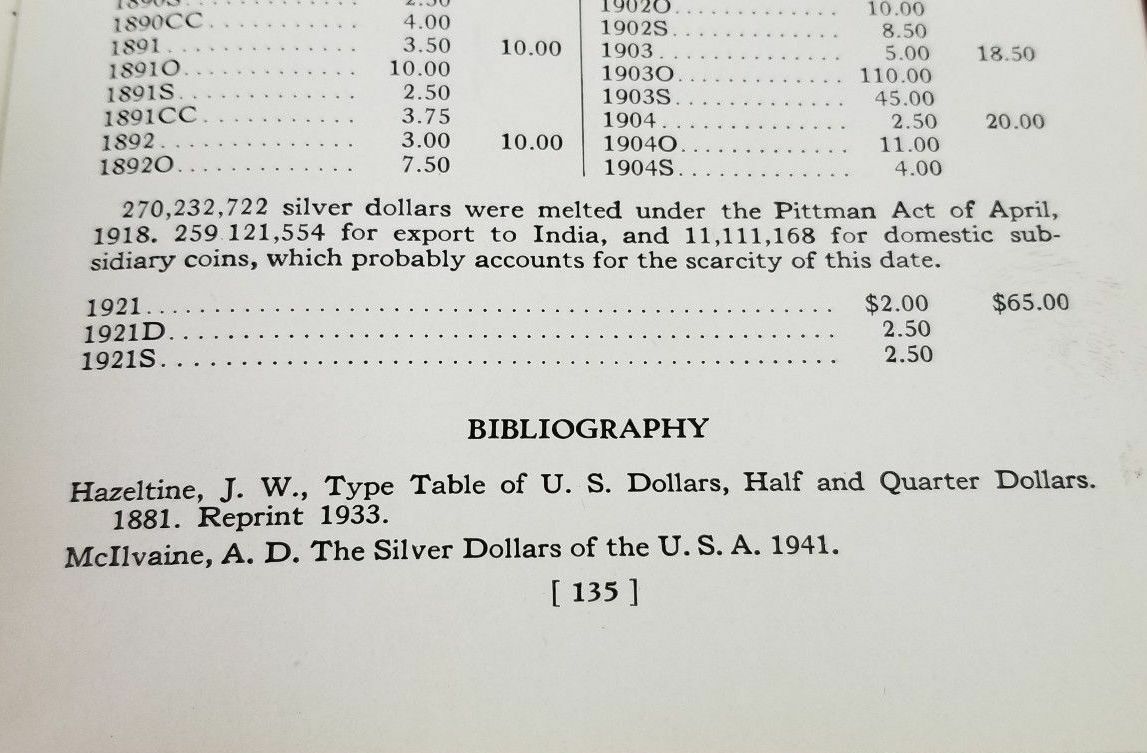 1890CC........... 4.00
1891............. 3.50 10.00
1891O............ 10.00
1891S............ 2.50
1891CC........... 3.75
1892............. 3.00 10.00
1892O............ 7.50
1902O............ 10.00
1902S............ 8.50
1903............. 5.00 18.50
1903O............ 110.00
1903S............ 45.00
1904............. 2.50 20.00
1904O............ 11.00
1904S............ 4.00
270,232,722 silver dollars were melted under the Pittman Act of April,
1918. 259 121,554 for export to India, and 11,111,168 for domestic sub-
sidiary coins, which probably accounts for the scarcity of this date.
1921............................................. $2.00 $65.00
1921D............................................ 2.50
1921S............................................ 2.50
BIBLIOGRAPHY
Hazeltine, J. W., Type Table of U. S. Dollars, Half and Quarter Dollars.
1881. Reprint 1933.
McIlvaine, A. D. The Silver Dollars of the U. S. A. 1941.
[ 135 ]